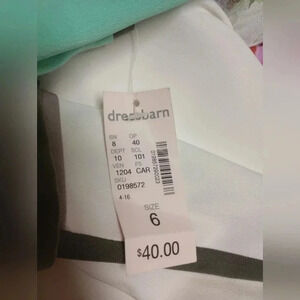 dressbarn
SN OP
8 40
DEPT SCL
10 101
VEN PS
1204 CAR
SKU
0198572
4-16
SIZE
6
$40.00